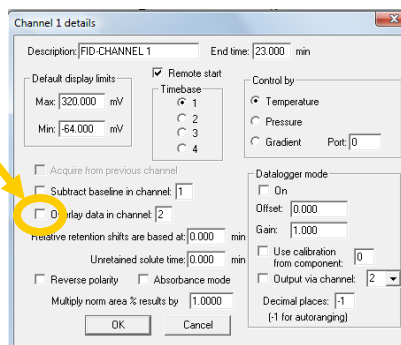 Channel 1 details
Description: FID-CHANNEL 1 End time: 23.000 min
Default display limits
Max: 320.000 mV
Min: -64.000 mV
Remote start
Timebase
1
2
3
4
Control by
Temperature
Pressure
Gradient Port: 0
Acquire from previous channel
Subtract baseline in channel: 1
Overlay data in channel: 2
Relative retention shifts are based at: 0.000 min
Unretained solute time: 0.000 min
Reverse polarity Absorbance mode
Multiply norm area % results by 1.0000
OK Cancel
Datalogger mode
On
Offset: 0.000
Gain: 1.000
Use calibration
from component: 0
Output via channel: 2
Decimal places: -1
(-1 for autoranging)